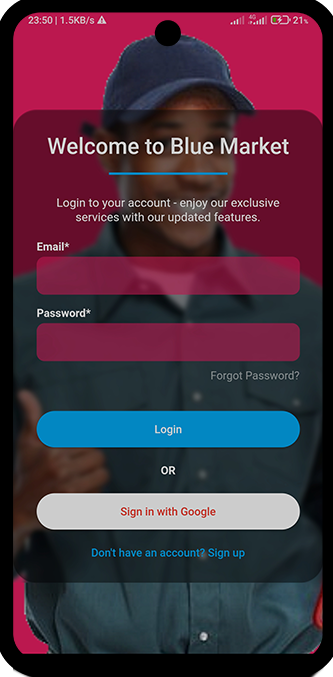 23:50 | 1.5KB/s 4G 21%
Welcome to Blue Market
Login to your account - enjoy our exclusive
services with our updated features.
Email*
Password*
Forgot Password?
Login
OR
Sign in with Google
Don't have an account? Sign up